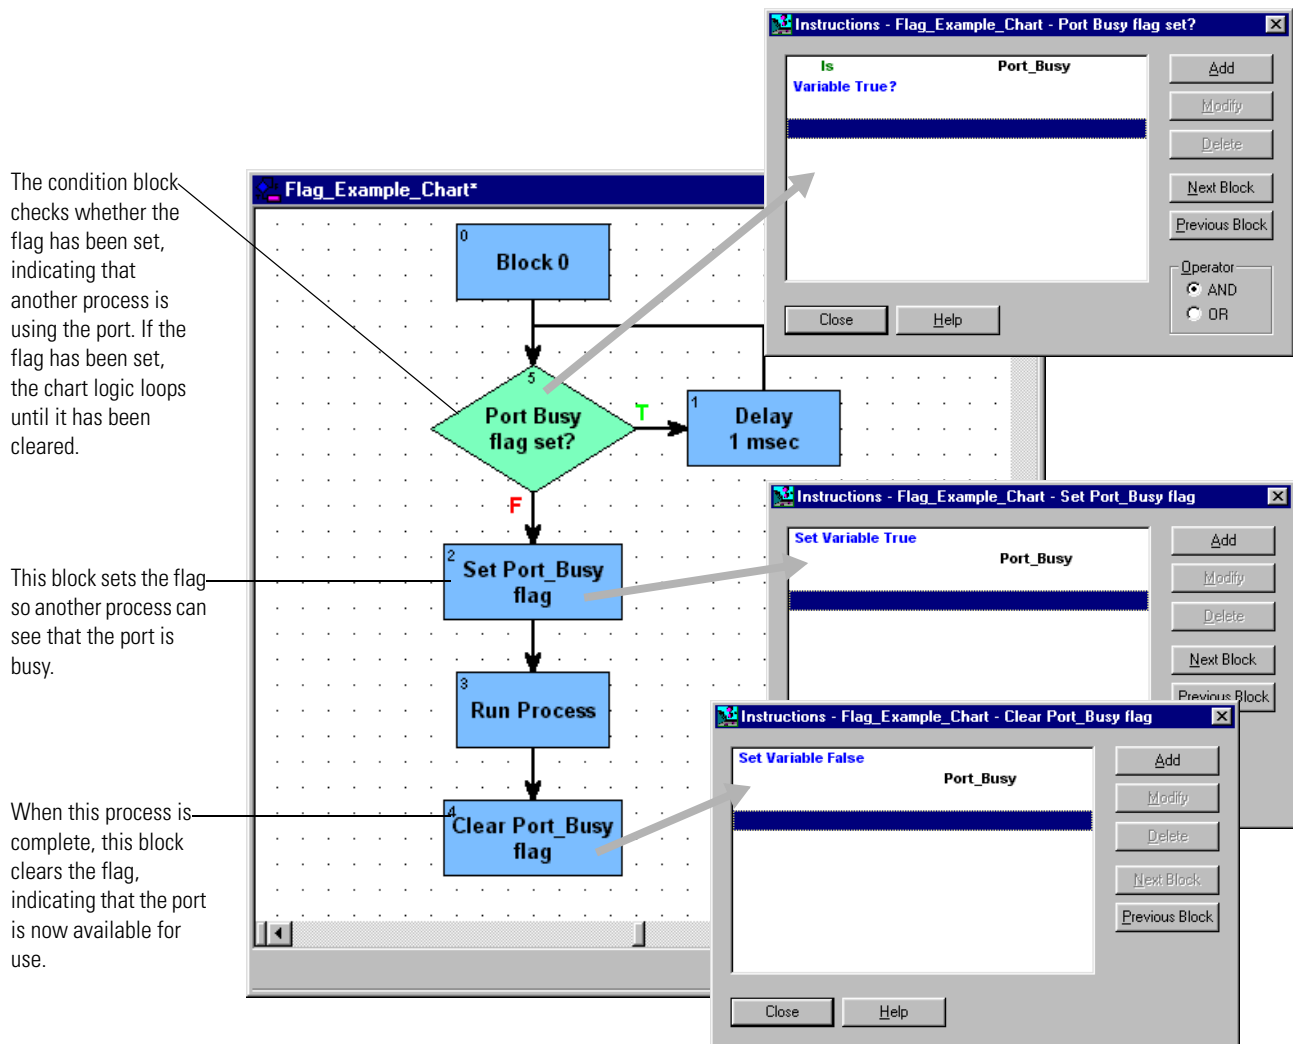 Instructions - Flag_Example_Chart - Port Busy flag set?
Is Port_Busy
Variable True?
Add
Modify
Delete
Next Block
Previous Block
Operator
AND
OR
Close Help
The condition block
checks whether the
flag has been set,
indicating that
another process is
using the port. If the
flag has been set,
the chart logic loops
until it has been
cleared.
Flag_Example_Chart*
0
Block 0
5
Port Busy
flag set?
T
1
Delay
1 msec
F
This block sets the flag
so another process can
see that the port is
busy.
2
Set Port_Busy
flag
Instructions - Flag_Example_Chart - Set Port_Busy flag
Set Variable True
Port_Busy
Add
Modify
Delete
Next Block
Previous Block
3
Run Process
When this process is
complete, this block
clears the flag,
indicating that the port
is now available for
use.
4
Clear Port_Busy
flag
Instructions - Flag_Example_Chart - Clear Port_Busy flag
Set Variable False
Port_Busy
Add
Modify
Delete
Next Block
Previous Block
Close Help